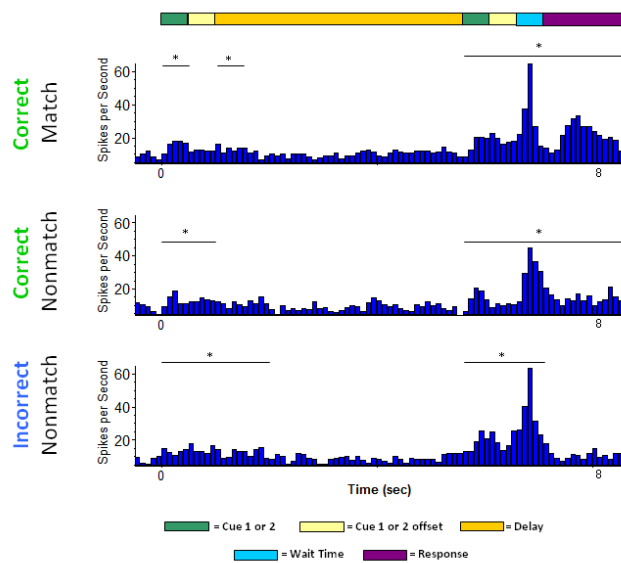 * * *
Correct
Match
Spikes per Second
60
40
20
0 8
* *
Correct
Nonmatch
Spikes per Second
60
40
20
0 8
* *
Incorrect
Nonmatch
Spikes per Second
60
40
20
0 8
Time (sec)
= Cue 1 or 2 = Cue 1 or 2 offset = Delay
= Wait Time = Response